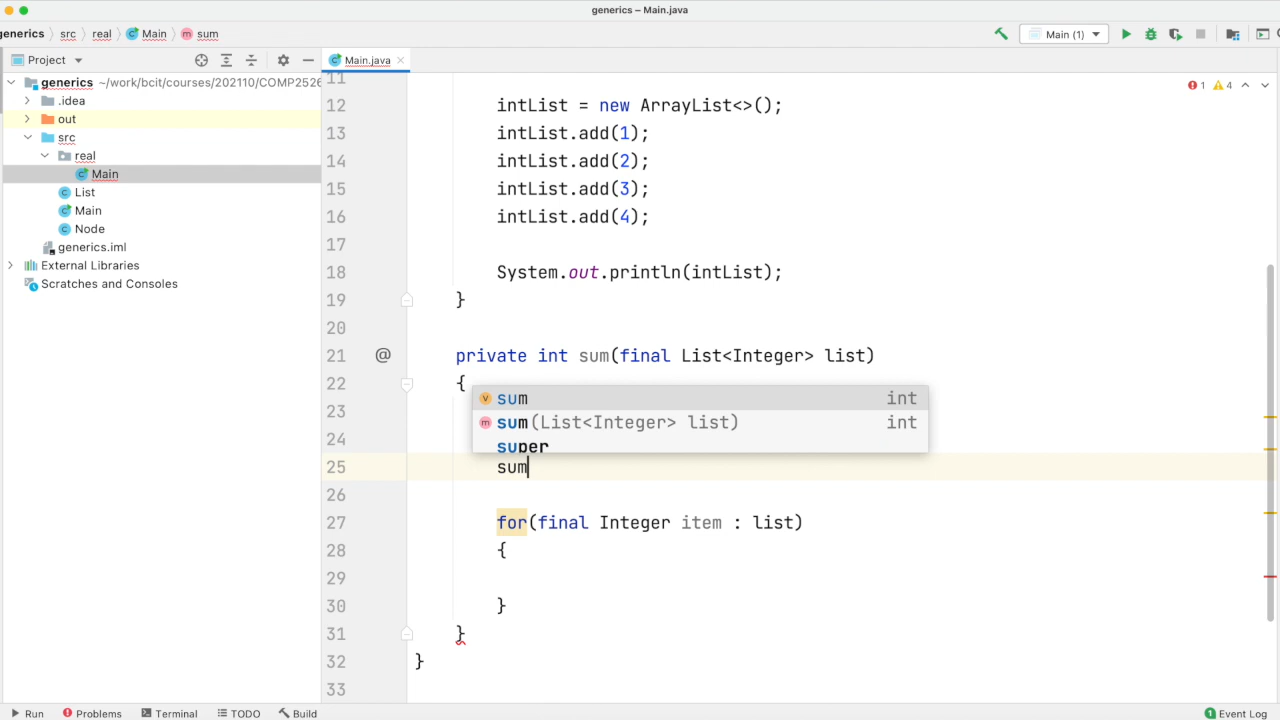 generics – Main.java
generics src real Main sum
Main (1)
Project
Main.java
generics ~/work/bcit/courses/202110/COMP2526
.idea
out
src
real
Main
List
Main
Node
generics.iml
External Libraries
Scratches and Consoles
1 4
11
12 intList = new ArrayList<>();
13 intList.add(1);
14 intList.add(2);
15 intList.add(3);
16 intList.add(4);
17
18 System.out.println(intList);
19 }
20
21 @ private int sum(final List<Integer> list)
22 {
23
24
25 sum
26
27 for(final Integer item : list)
28 {
29
30 }
31 }
32 }
33
v sum int
m sum(List<Integer> list) int
super
Run Problems Terminal TODO Build 1 Event Log